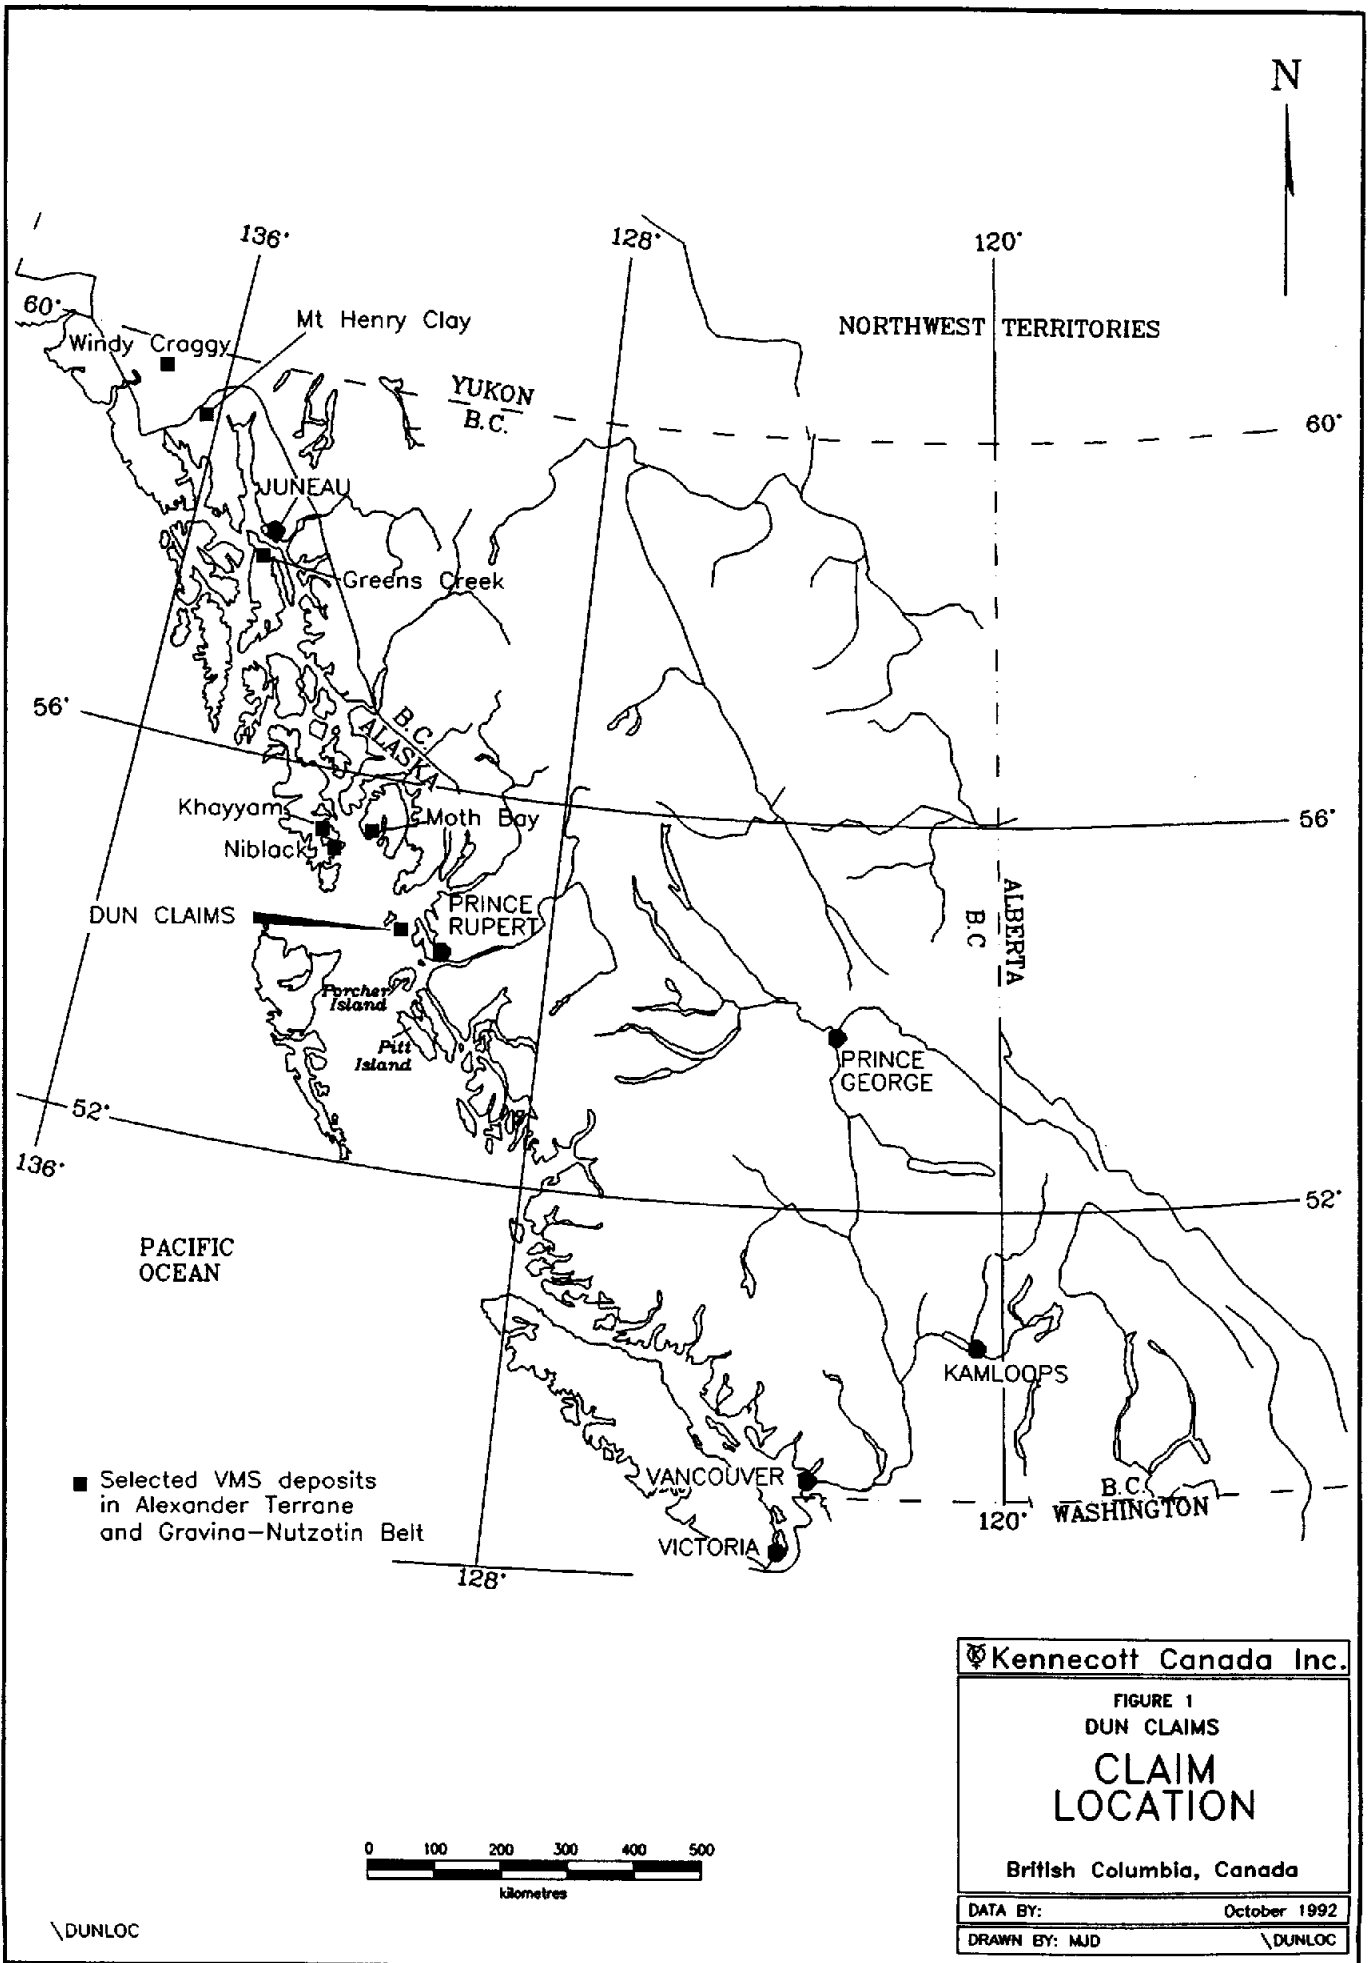 N
136°
128°
120°
60°
Mt Henry Clay
NORTHWEST TERRITORIES
Windy Craggy
YUKON
B.C.
60°
JUNEAU
Greens Creek
56°
B.C.
ALASKA
Khayyam
Moth Bay
56°
Niblack
ALBERTA
B.C
DUN CLAIMS
PRINCE
RUPERT
Porcher
Island
Pitt
Island
PRINCE
GEORGE
52°
136°
52°
PACIFIC
OCEAN
KAMLOOPS
VANCOUVER
B.C.
WASHINGTON
120°
VICTORIA
128°
Selected VMS deposits
in Alexander Terrane
and Gravina-Nutzotin Belt
Kennecott Canada Inc.
FIGURE 1
DUN CLAIMS
CLAIM
LOCATION
British Columbia, Canada
DATA BY: October 1992
DRAWN BY: MJD \DUNLOC
0 100 200 300 400 500
kilometres
\DUNLOC